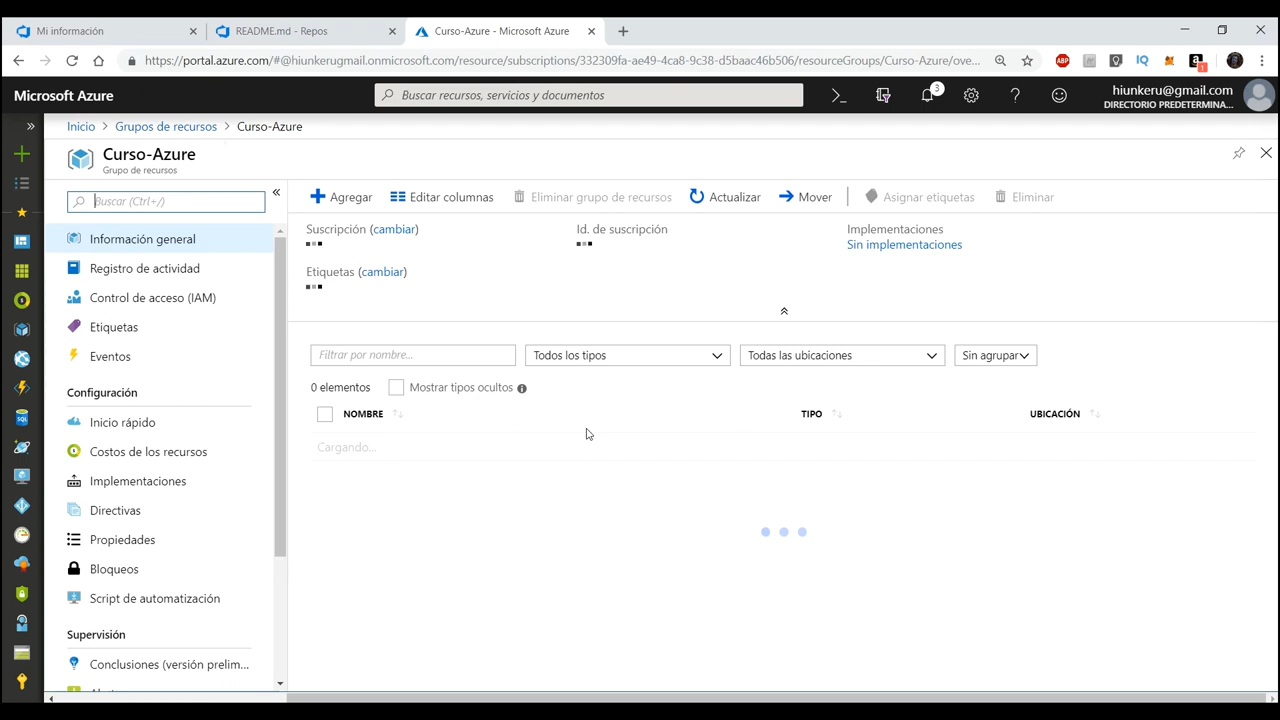 Mi información
README.md - Repos
Curso-Azure - Microsoft Azure
https://portal.azure.com/#@hiunkerugmail.onmicrosoft.com/resource/subscriptions/332309fa-ae49-4ca8-9c38-d5baac46b506/resourceGroups/Curso-Azure/ove...
ABP
IQ
1
Microsoft Azure
Buscar recursos, servicios y documentos
3
hiunkeru@gmail.com
DIRECTORIO PREDETERMINA...
Inicio > Grupos de recursos > Curso-Azure
Curso-Azure
Grupo de recursos
Buscar (Ctrl+/)
Agregar
Editar columnas
Eliminar grupo de recursos
Actualizar
Mover
Asignar etiquetas
Eliminar
Información general
Registro de actividad
Control de acceso (IAM)
Etiquetas
Eventos
Configuración
Inicio rápido
Costos de los recursos
Implementaciones
Directivas
Propiedades
Bloqueos
Script de automatización
Supervisión
Conclusiones (versión prelim...
Suscripción (cambiar)
Id. de suscripción
Implementaciones
Sin implementaciones
Etiquetas (cambiar)
Filtrar por nombre...
Todos los tipos
Todas las ubicaciones
Sin agrupar
0 elementos
Mostrar tipos ocultos
NOMBRE
TIPO
UBICACIÓN
Cargando...
SQL